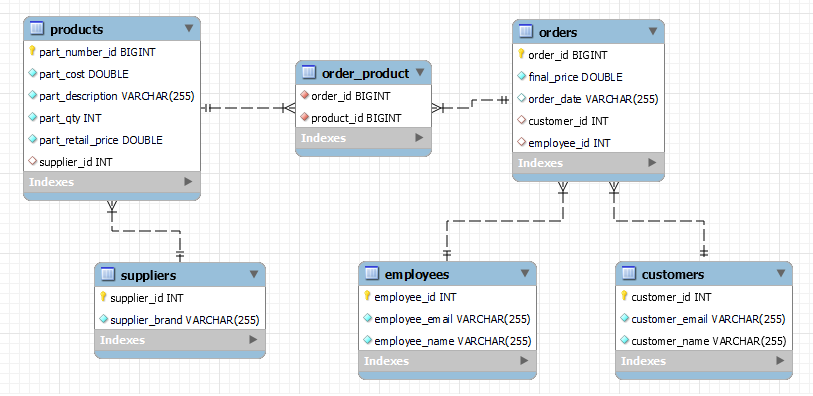 products
part_number_id BIGINT
part_cost DOUBLE
part_description VARCHAR(255)
part_qty INT
part_retail_price DOUBLE
supplier_id INT
Indexes
order_product
order_id BIGINT
product_id BIGINT
Indexes
orders
order_id BIGINT
final_price DOUBLE
order_date VARCHAR(255)
customer_id INT
employee_id INT
Indexes
suppliers
supplier_id INT
supplier_brand VARCHAR(255)
Indexes
employees
employee_id INT
employee_email VARCHAR(255)
employee_name VARCHAR(255)
Indexes
customers
customer_id INT
customer_email VARCHAR(255)
customer_name VARCHAR(255)
Indexes